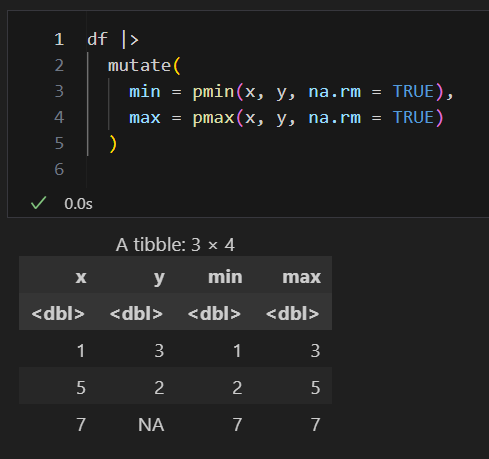 1 df |>
2 mutate(
3 min = pmin(x, y, na.rm = TRUE),
4 max = pmax(x, y, na.rm = TRUE)
5 )
6
0.0s
A tibble: 3 × 4
x y min max
<dbl> <dbl> <dbl> <dbl>
1 3 1 3
5 2 2 5
7 NA 7 7